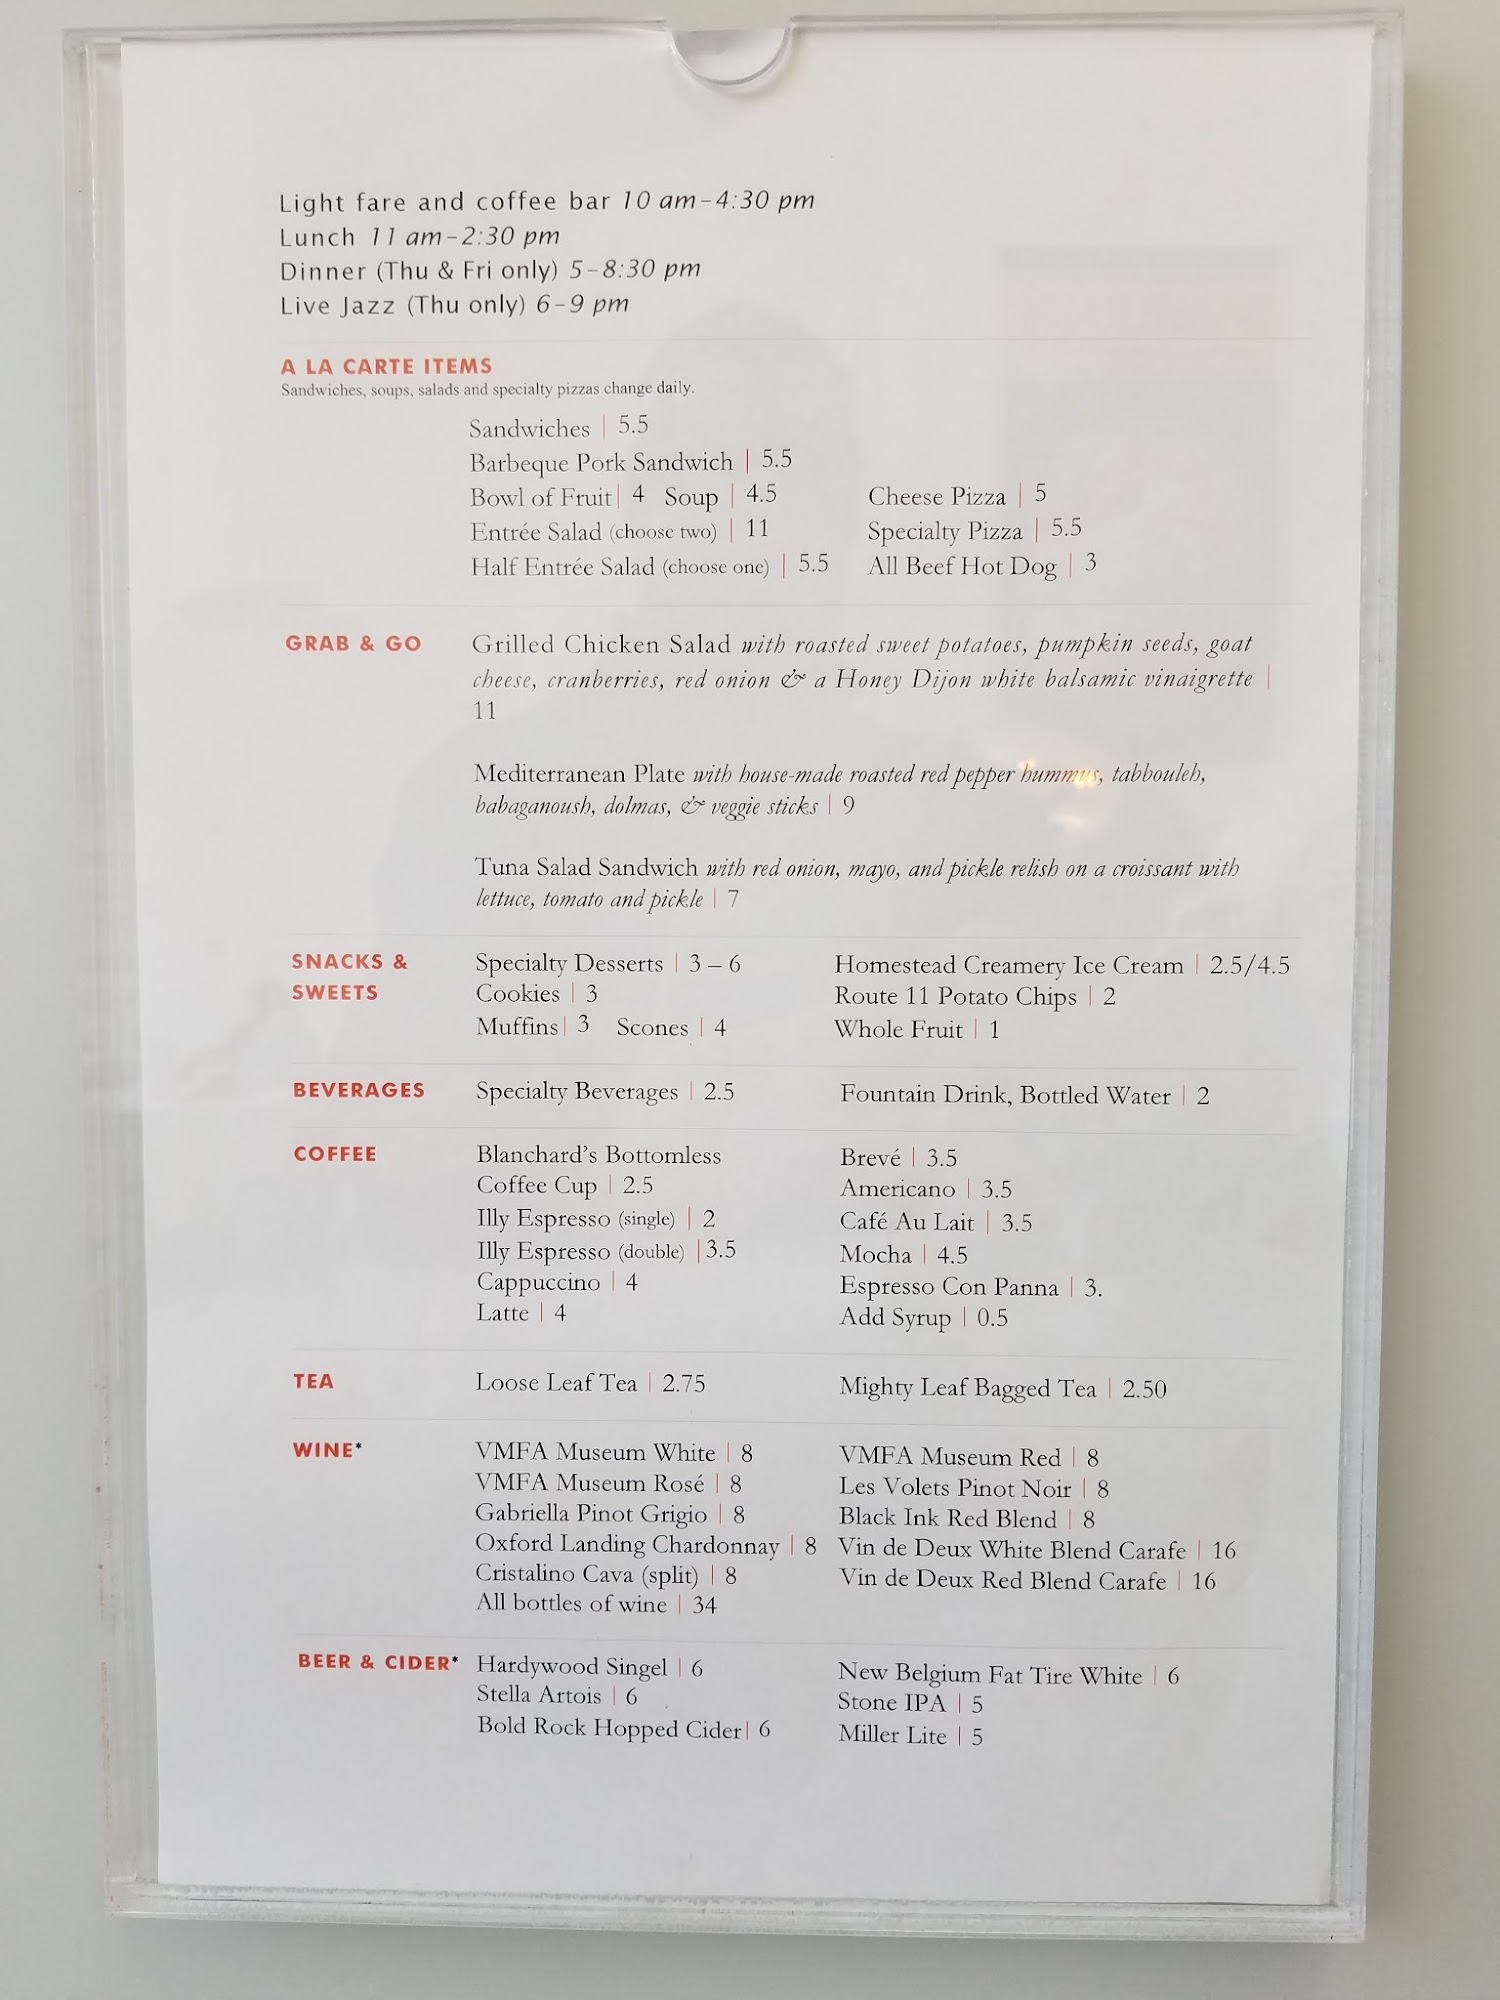 Light fare and coffee bar 10 am–4:30 pm
Lunch 11 am–2:30 pm
Dinner (Thu & Fri only) 5–8:30 pm
Live Jazz (Thu only) 6–9 pm
A LA CARTE ITEMS
Sandwiches, soups, salads and specialty pizzas change daily.
Sandwiches | 5.5
Barbeque Pork Sandwich | 5.5
Bowl of Fruit| 4 Soup | 4.5 Cheese Pizza | 5
Entrée Salad (choose two) | 11 Specialty Pizza | 5.5
Half Entrée Salad (choose one) | 5.5 All Beef Hot Dog | 3
GRAB & GO Grilled Chicken Salad with roasted sweet potatoes, pumpkin seeds, goat
cheese, cranberries, red onion & a Honey Dijon white balsamic vinaigrette |
11
Mediterranean Plate with house-made roasted red pepper hummus, tabbouleh,
babaganoush, dolmas, & veggie sticks | 9
Tuna Salad Sandwich with red onion, mayo, and pickle relish on a croissant with
lettuce, tomato and pickle | 7
SNACKS & Specialty Desserts | 3 – 6 Homestead Creamery Ice Cream | 2.5/4.5
SWEETS Cookies | 3 Route 11 Potato Chips | 2
Muffins| 3 Scones | 4 Whole Fruit | 1
BEVERAGES Specialty Beverages | 2.5 Fountain Drink, Bottled Water | 2
COFFEE Blanchard's Bottomless Brevé | 3.5
Coffee Cup | 2.5 Americano | 3.5
Illy Espresso (single) | 2 Café Au Lait | 3.5
Illy Espresso (double) |3.5 Mocha | 4.5
Cappuccino | 4 Espresso Con Panna | 3.
Latte | 4 Add Syrup | 0.5
TEA Loose Leaf Tea | 2.75 Mighty Leaf Bagged Tea | 2.50
WINE* VMFA Museum White | 8 VMFA Museum Red | 8
VMFA Museum Rosé | 8 Les Volets Pinot Noir | 8
Gabriella Pinot Grigio | 8 Black Ink Red Blend | 8
Oxford Landing Chardonnay | 8 Vin de Deux White Blend Carafe | 16
Cristalino Cava (split) | 8 Vin de Deux Red Blend Carafe | 16
All bottles of wine | 34
BEER & CIDER* Hardywood Singel | 6 New Belgium Fat Tire White | 6
Stella Artois | 6 Stone IPA | 5
Bold Rock Hopped Cider| 6 Miller Lite | 5